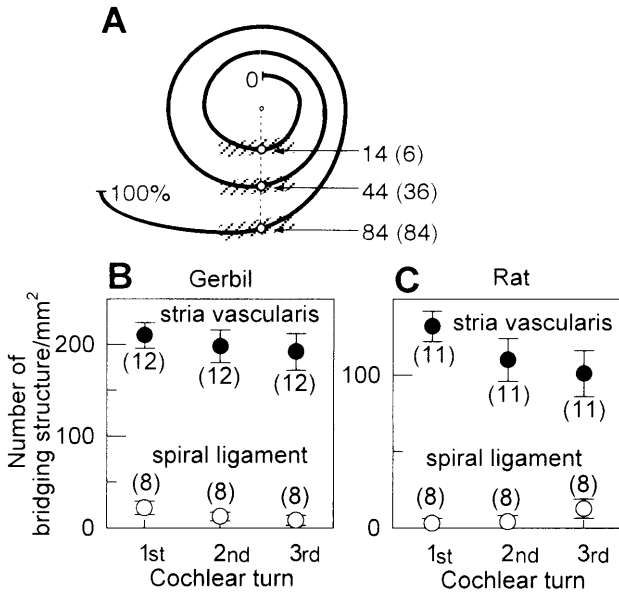 A
0
14 (6)
44 (36)
84 (84)
100%
B Gerbil
Number of
bridging structure/mm²
200
100
0
stria vascularis
(12) (12) (12)
spiral ligament
(8) (8) (8)
1st 2nd 3rd
Cochlear turn
C Rat
100
0
stria vascularis
(11) (11) (11)
spiral ligament
(8) (8) (8)
1st 2nd 3rd
Cochlear turn